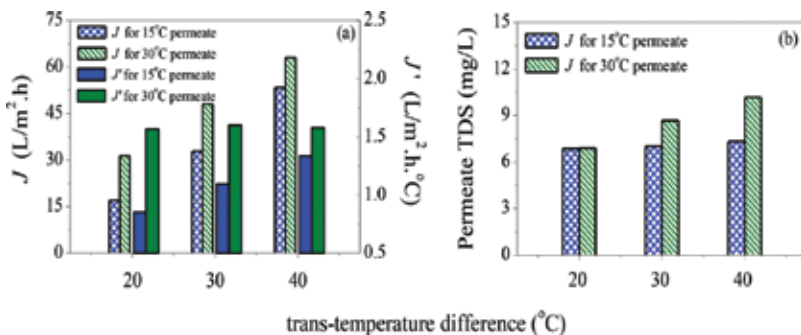 75
60
45
30
15
0
J (L/m².h)
J for 15°C permeate
J for 30°C permeate
J' for 15°C permeate
J' for 30°C permeate
(a)
2.5
2.0
1.5
1.0
0.5
J' (L/m².h.°C)
20 30 40
15
12
9
6
3
0
Permeate TDS (mg/L)
J for 15°C permeate
J for 30°C permeate
(b)
20 30 40
trans-temperature difference (°C)